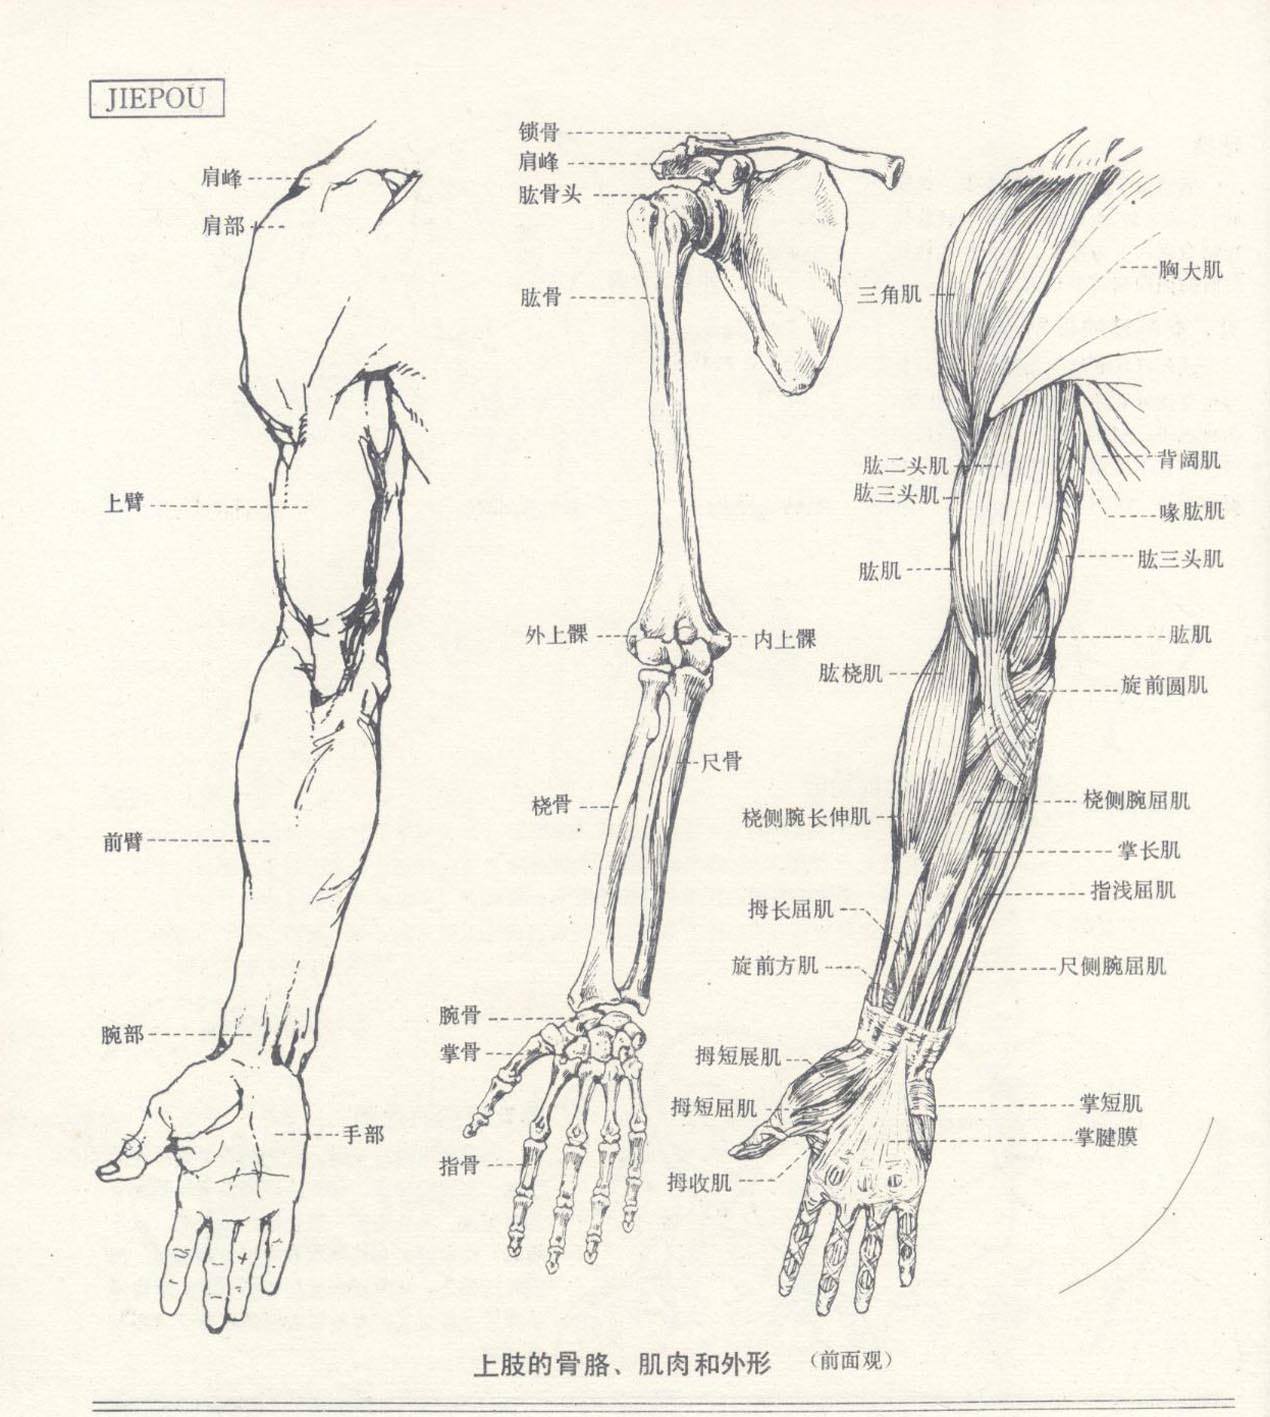 JIEPOU
肩峰
肩部
上臂
前臂
腕部
手部
锁骨
肩峰
肱骨头
肱骨
外上髁
内上髁
尺骨
桡骨
腕骨
掌骨
指骨
三角肌
胸大肌
肱二头肌
肱三头肌
肱肌
肱桡肌
桡侧腕长伸肌
拇长屈肌
旋前方肌
拇短展肌
拇短屈肌
拇收肌
背阔肌
喙肱肌
肱三头肌
肱肌
旋前圆肌
桡侧腕屈肌
掌长肌
指浅屈肌
尺侧腕屈肌
掌短肌
掌腱膜
上肢的骨胳、肌肉和外形 （前面观）